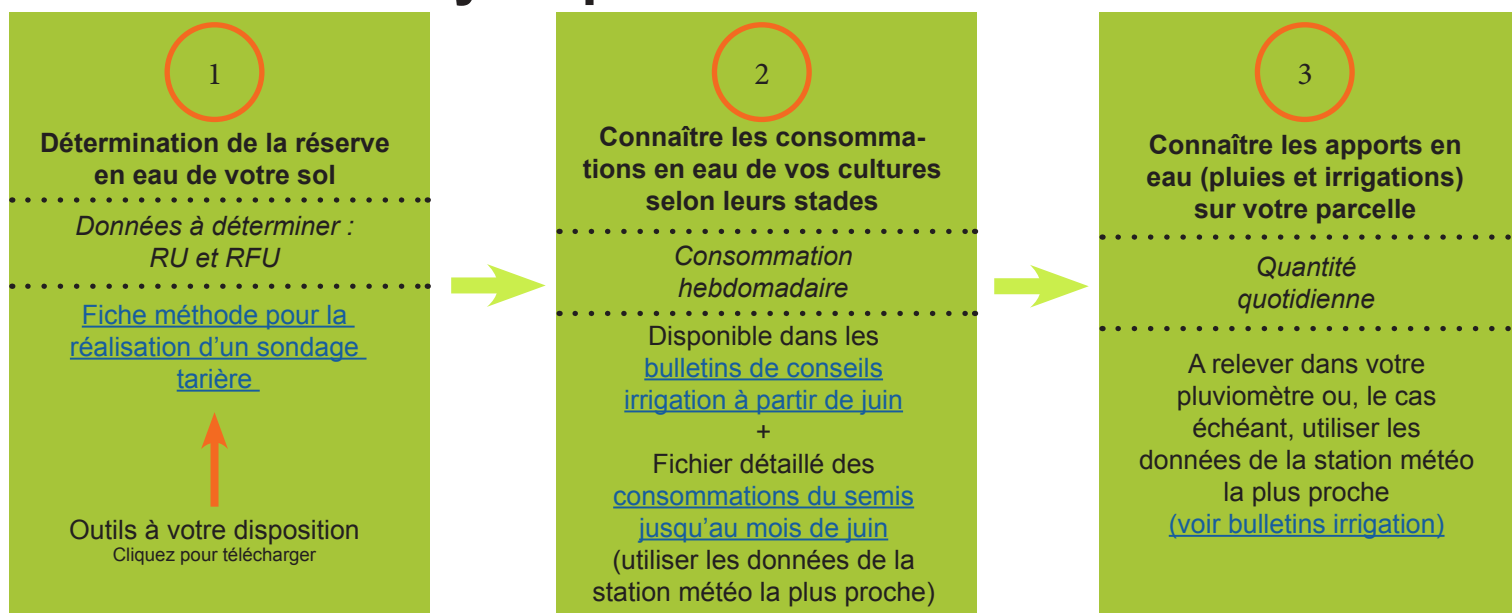 1
Détermination de la réserve
en eau de votre sol
Données à déterminer :
RU et RFU
Fiche méthode pour la
réalisation d'un sondage
tarière
Outils à votre disposition
Cliquez pour télécharger
2
Connaître les consomma-
tions en eau de vos cultures
selon leurs stades
Consommation
hebdomadaire
Disponible dans les
bulletins de conseils
irrigation à partir de juin
+
Fichier détaillé des
consommations du semis
jusqu'au mois de juin
(utiliser les données de la
station météo la plus proche)
3
Connaître les apports en
eau (pluies et irrigations)
sur votre parcelle
Quantité
quotidienne
A relever dans votre
pluviomètre ou, le cas
échéant, utiliser les
données de la station météo
la plus proche
(voir bulletins irrigation)